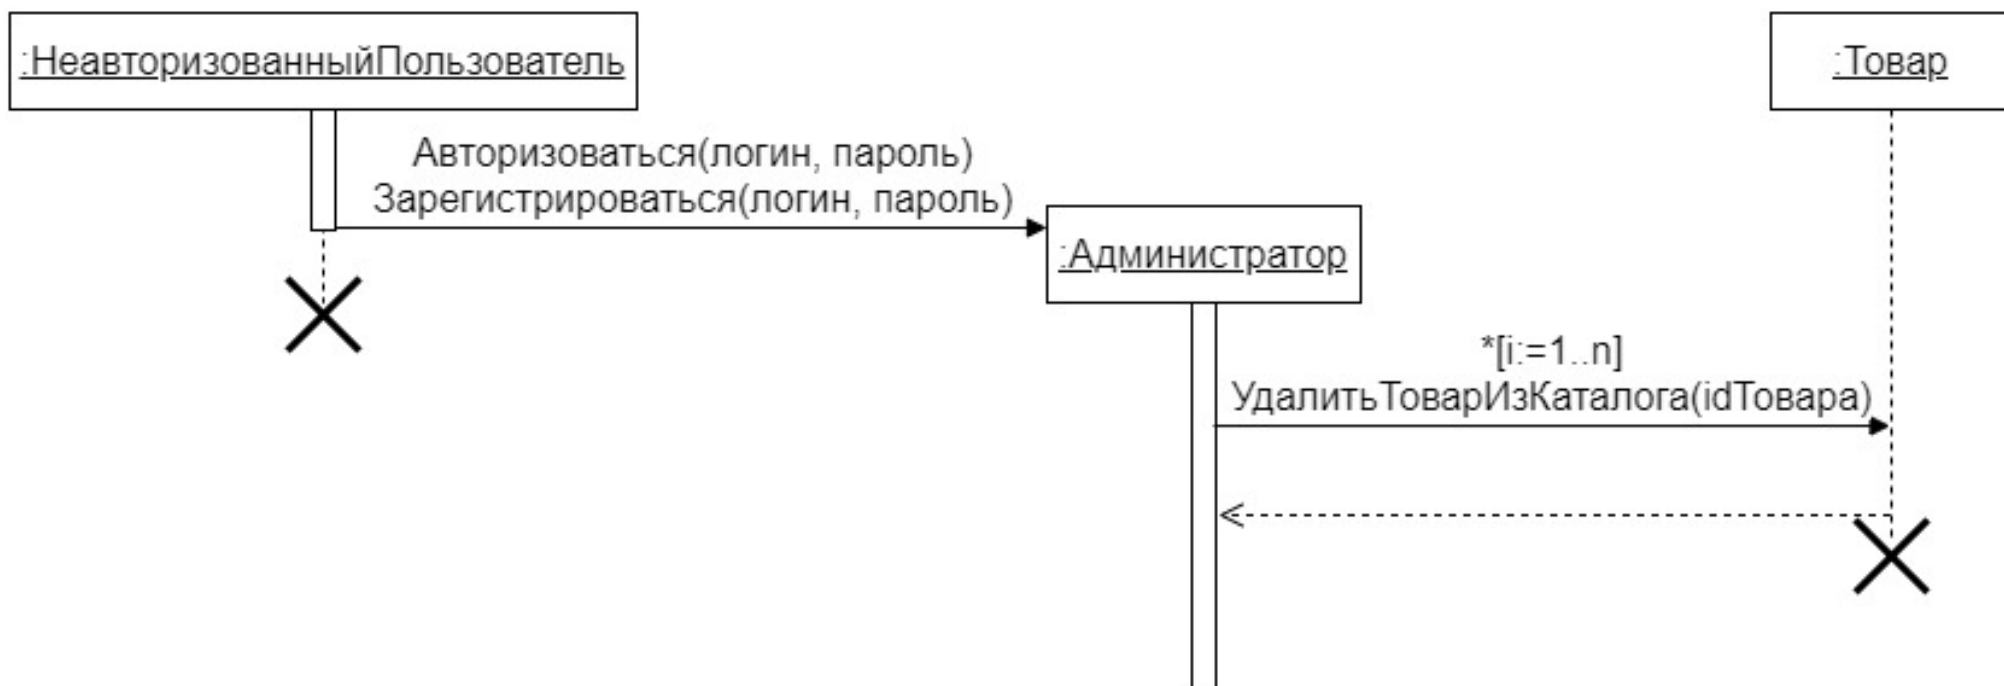 :НеавторизованныйПользователь
:Товар
Авторизоваться(логин, пароль)
Зарегистрироваться(логин, пароль)
:Администратор
*[i:=1..n]
УдалитьТоварИзКаталога(idТовара)